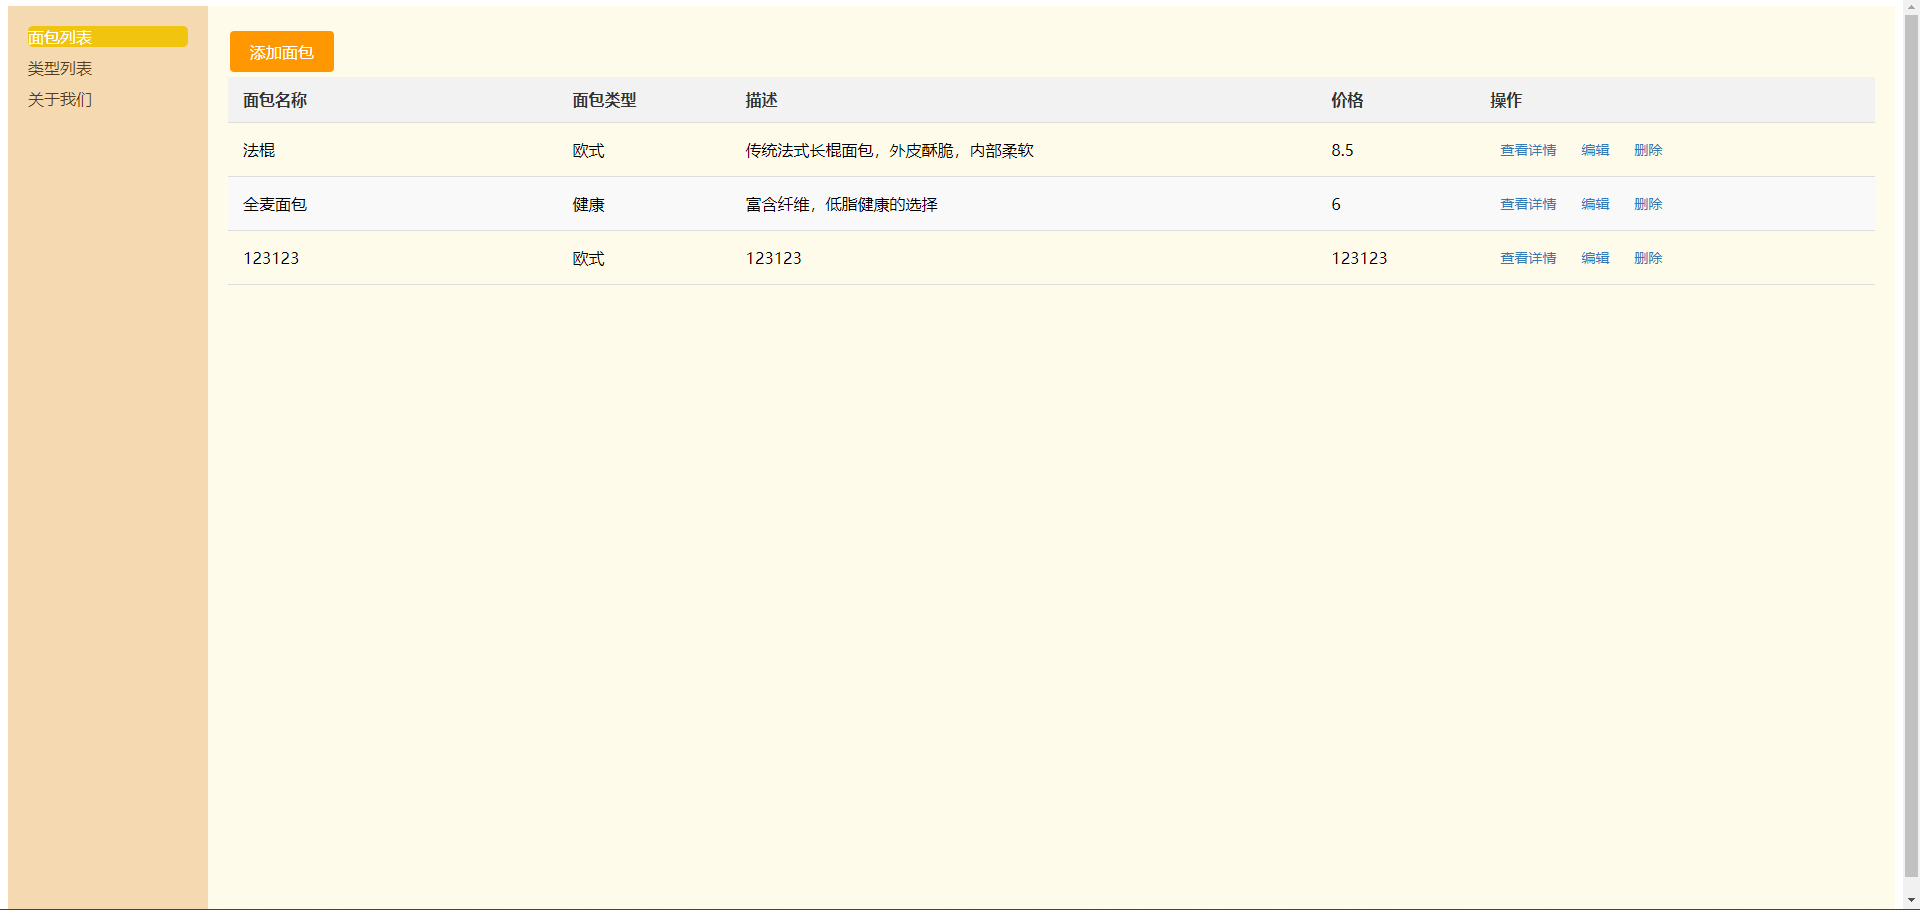 面包列表
类型列表
关于我们
添加面包
面包名称 面包类型 描述 价格 操作
法棍 欧式 传统法式长棍面包，外皮酥脆，内部柔软 8.5 查看详情 编辑 删除
全麦面包 健康 富含纤维，低脂健康的选择 6 查看详情 编辑 删除
123123 欧式 123123 123123 查看详情 编辑 删除